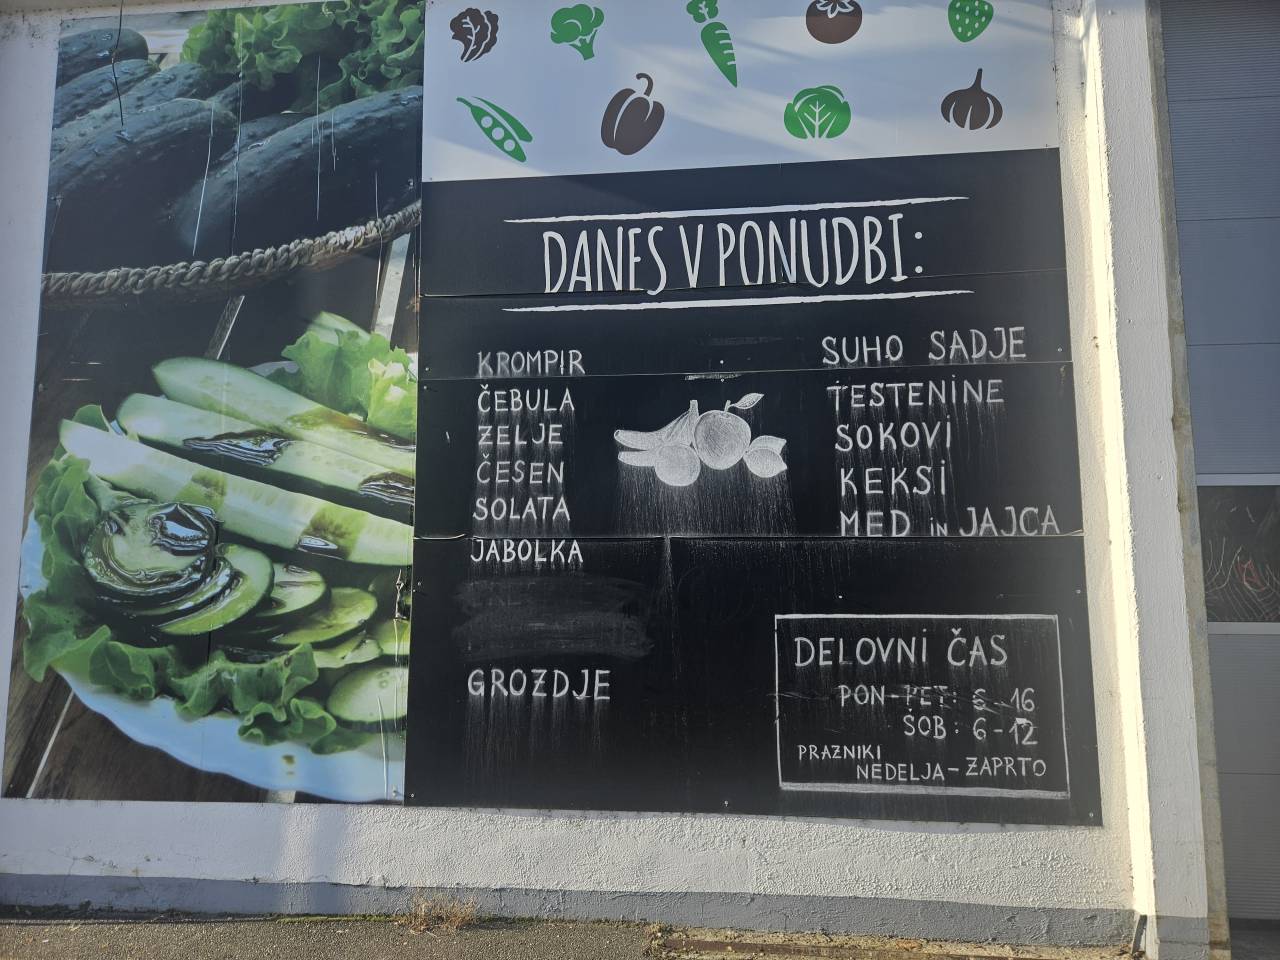 DANES V PONUDBI:
KROMPIR
ČEBULA
ZELJE
ČESEN
SOLATA
JABOLKA
GROZDJE
SUHO SADJE
TESTENINE
SOKOVI
KEKSI
MED in JAJCA
DELOVNI ČAS
PON-PET: 6-16
SOB: 6-12
PRAZNIKI
NEDELJA-ZAPRTO